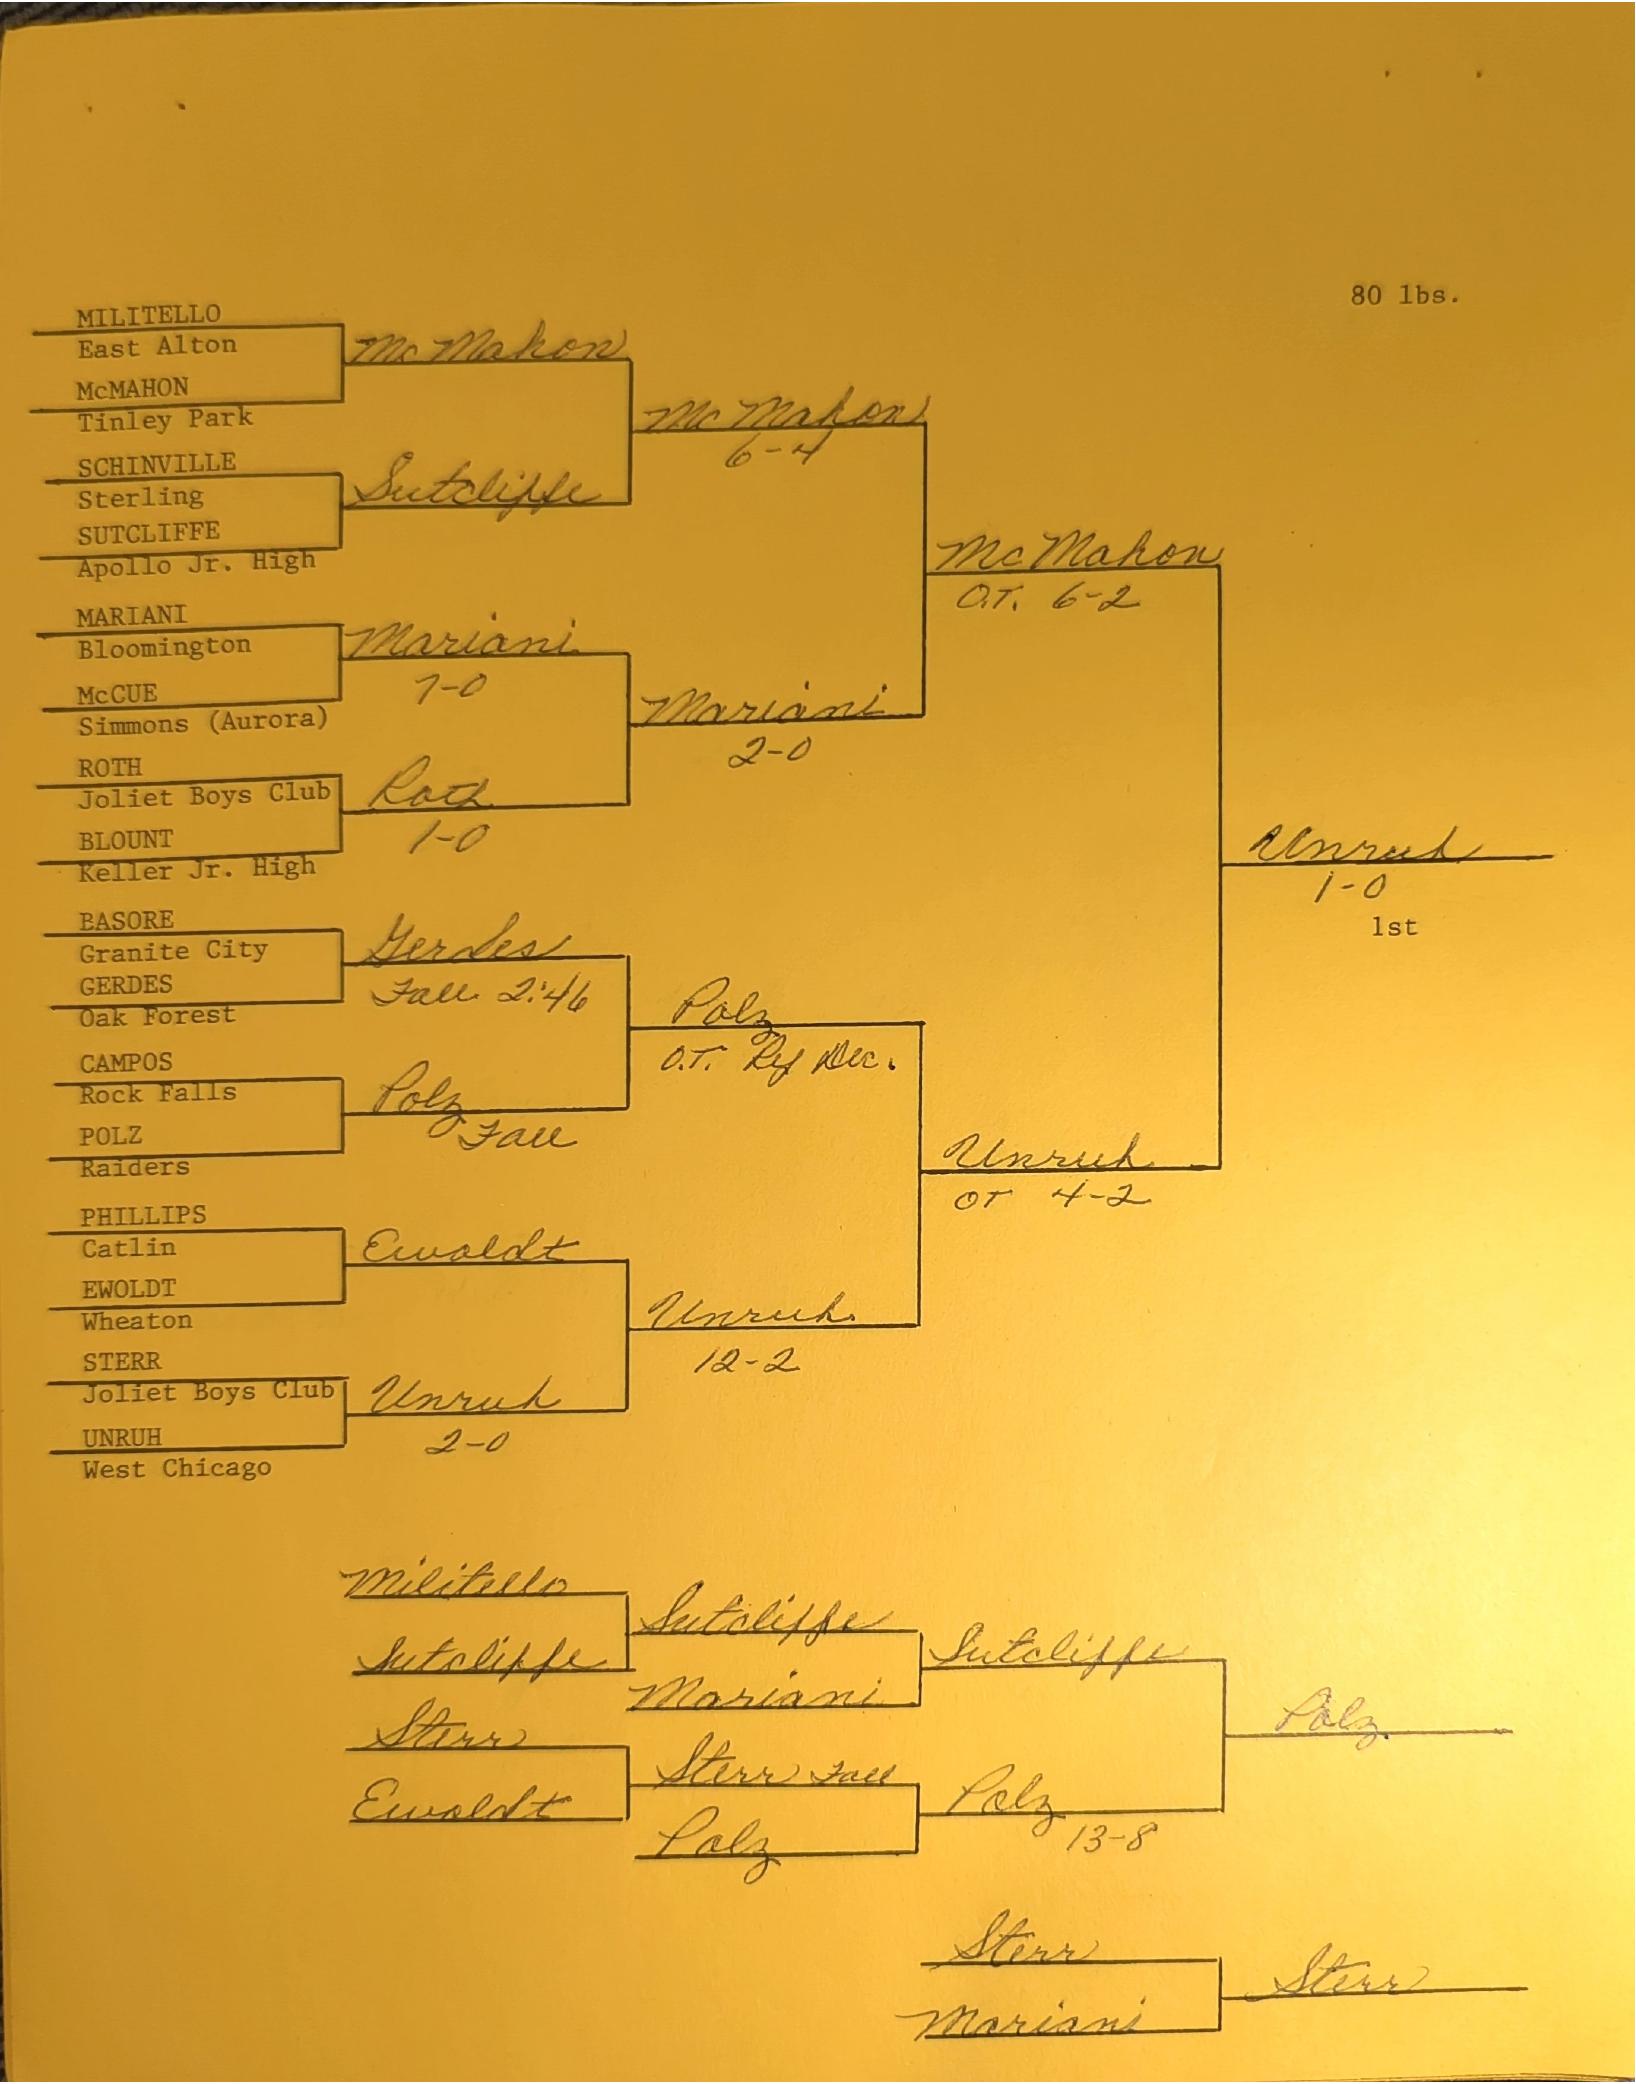 80 lbs.
MILITELLO
East Alton
McMahon
McMAHON
Tinley Park
McMahon
6-4
SCHINVILLE
Sterling
Sutcliffe
SUTCLIFFE
Apollo Jr. High
McMahon
O.T. 6-2
MARIANI
Bloomington
Mariani
7-0
McCUE
Simmons (Aurora)
Mariani
2-0
ROTH
Joliet Boys Club
Roth
1-0
BLOUNT
Keller Jr. High
Unruh
1-0
1st
BASORE
Granite City
Gerdes
Fall 2:46
GERDES
Oak Forest
Polz
O.T. Ref Dec.
CAMPOS
Rock Falls
Polz
Fall
POLZ
Raiders
Unruh
OT 4-2
PHILLIPS
Catlin
Ewoldt
EWOLDT
Wheaton
Unruh
12-2
STERR
Joliet Boys Club
Unruh
2-0
UNRUH
West Chicago
Militello
Sutcliffe
Sutcliffe
Mariani
Sutcliffe
Sterr
Ewoldt
Sterr Fall
Polz
Polz
13-8
Polz
Sterr
Mariani
Sterr